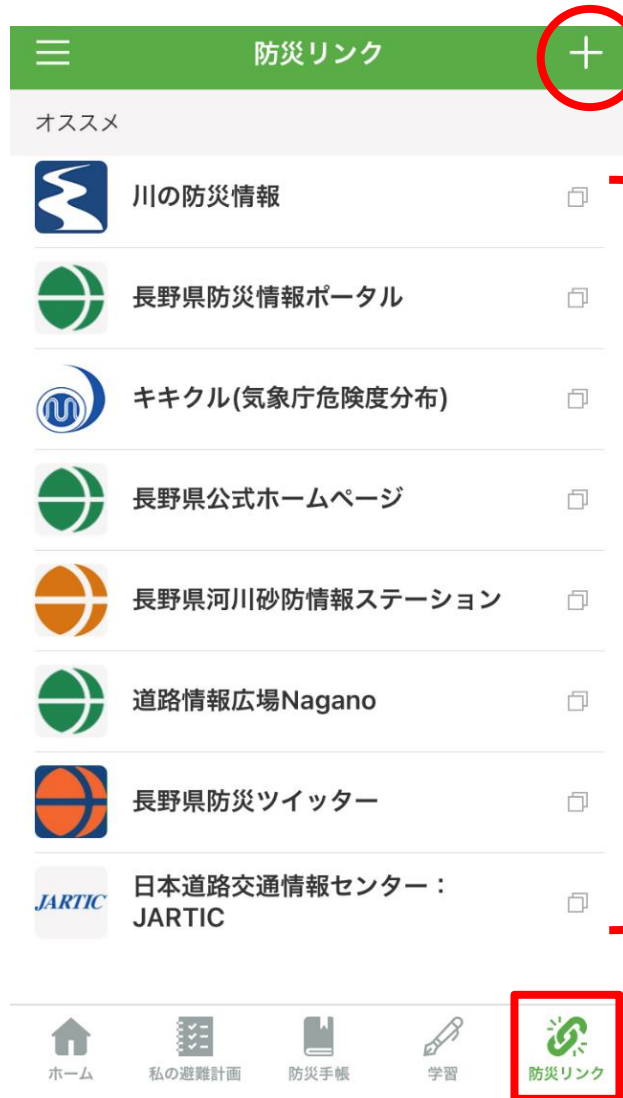 防災リンク
オススメ
川の防災情報
長野県防災情報ポータル
キキクル(気象庁危険度分布)
長野県公式ホームページ
長野県河川砂防情報ステーション
道路情報広場Nagano
長野県防災ツイッター
JARTIC
日本道路交通情報センター：
JARTIC
ホーム
私の避難計画
防災手帳
学習
防災リンク